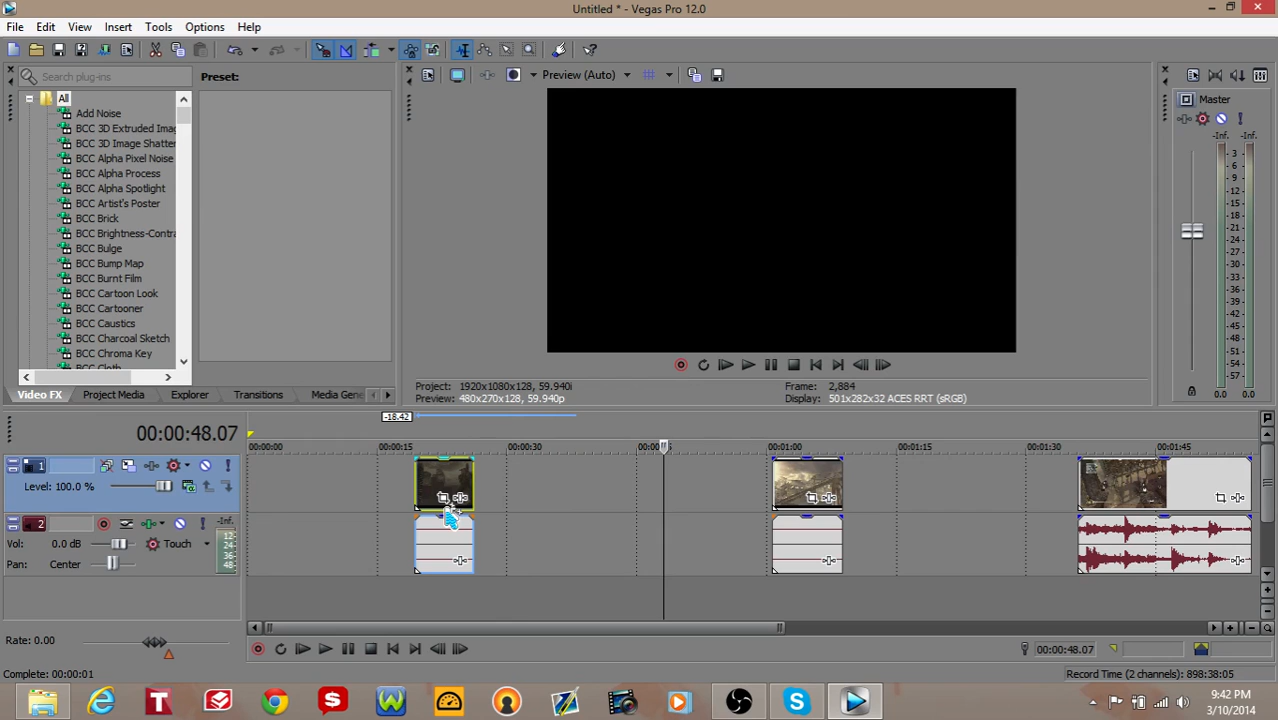 Untitled * - Vegas Pro 12.0
File Edit View Insert Tools Options Help
Search plug-ins
Preset:
Preview (Auto)
Master
All
Add Noise
BCC 3D Extruded Imag
BCC 3D Image Shatter
BCC Alpha Pixel Noise
BCC Alpha Process
BCC Alpha Spotlight
BCC Artist's Poster
BCC Brick
BCC Brightness-Contra
BCC Bulge
BCC Bump Map
BCC Burnt Film
BCC Cartoon Look
BCC Cartooner
BCC Caustics
BCC Charcoal Sketch
BCC Chroma Key
BCC Cloth
-Inf. -Inf.
3
6
9
12
15
18
21
24
27
30
33
36
39
42
45
48
51
54
57
0.0 0.0
Video FX Project Media Explorer Transitions Media Gene
Project: 1920x1080x128, 59.940i
Preview: 480x270x128, 59.940p
Frame: 2,884
Display: 501x282x32 ACES RRT (sRGB)
-18.42
00:00:48.07
00:00:00 00:00:15 00:00:30 00:01:00 00:01:15 00:01:30 00:01:45
1
Level: 100.0 %
2
-Inf.
Vol: 0.0 dB Touch
Pan: Center
12
24
36
48
Rate: 0.00
00:00:48.07
Complete: 00:00:01
Record Time (2 channels): 898:38:05
9:42 PM
3/10/2014